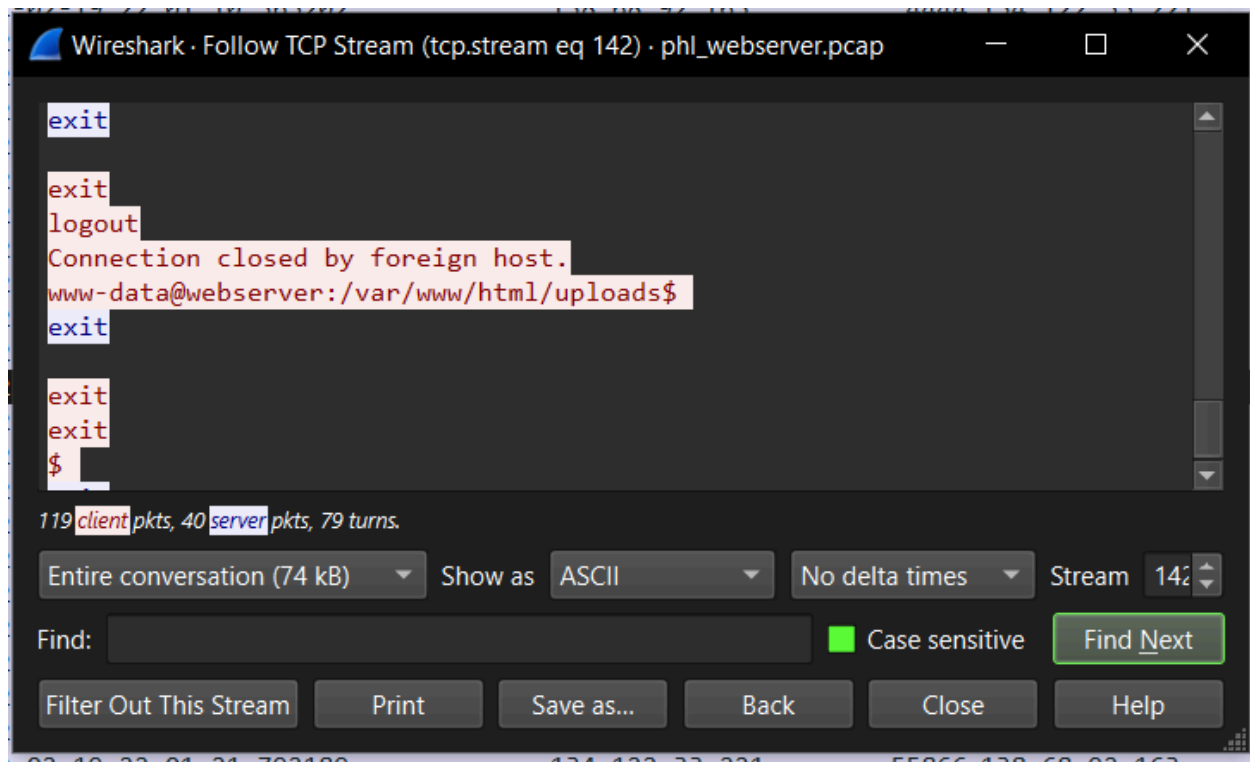 Wireshark · Follow TCP Stream (tcp.stream eq 142) · phl_webserver.pcap
exit
exit
logout
Connection closed by foreign host.
www-data@webserver:/var/www/html/uploads$
exit
exit
exit
$
119 client pkts, 40 server pkts, 79 turns.
Entire conversation (74 kB) Show as ASCII No delta times Stream 142
Find: Case sensitive Find Next
Filter Out This Stream Print Save as... Back Close Help